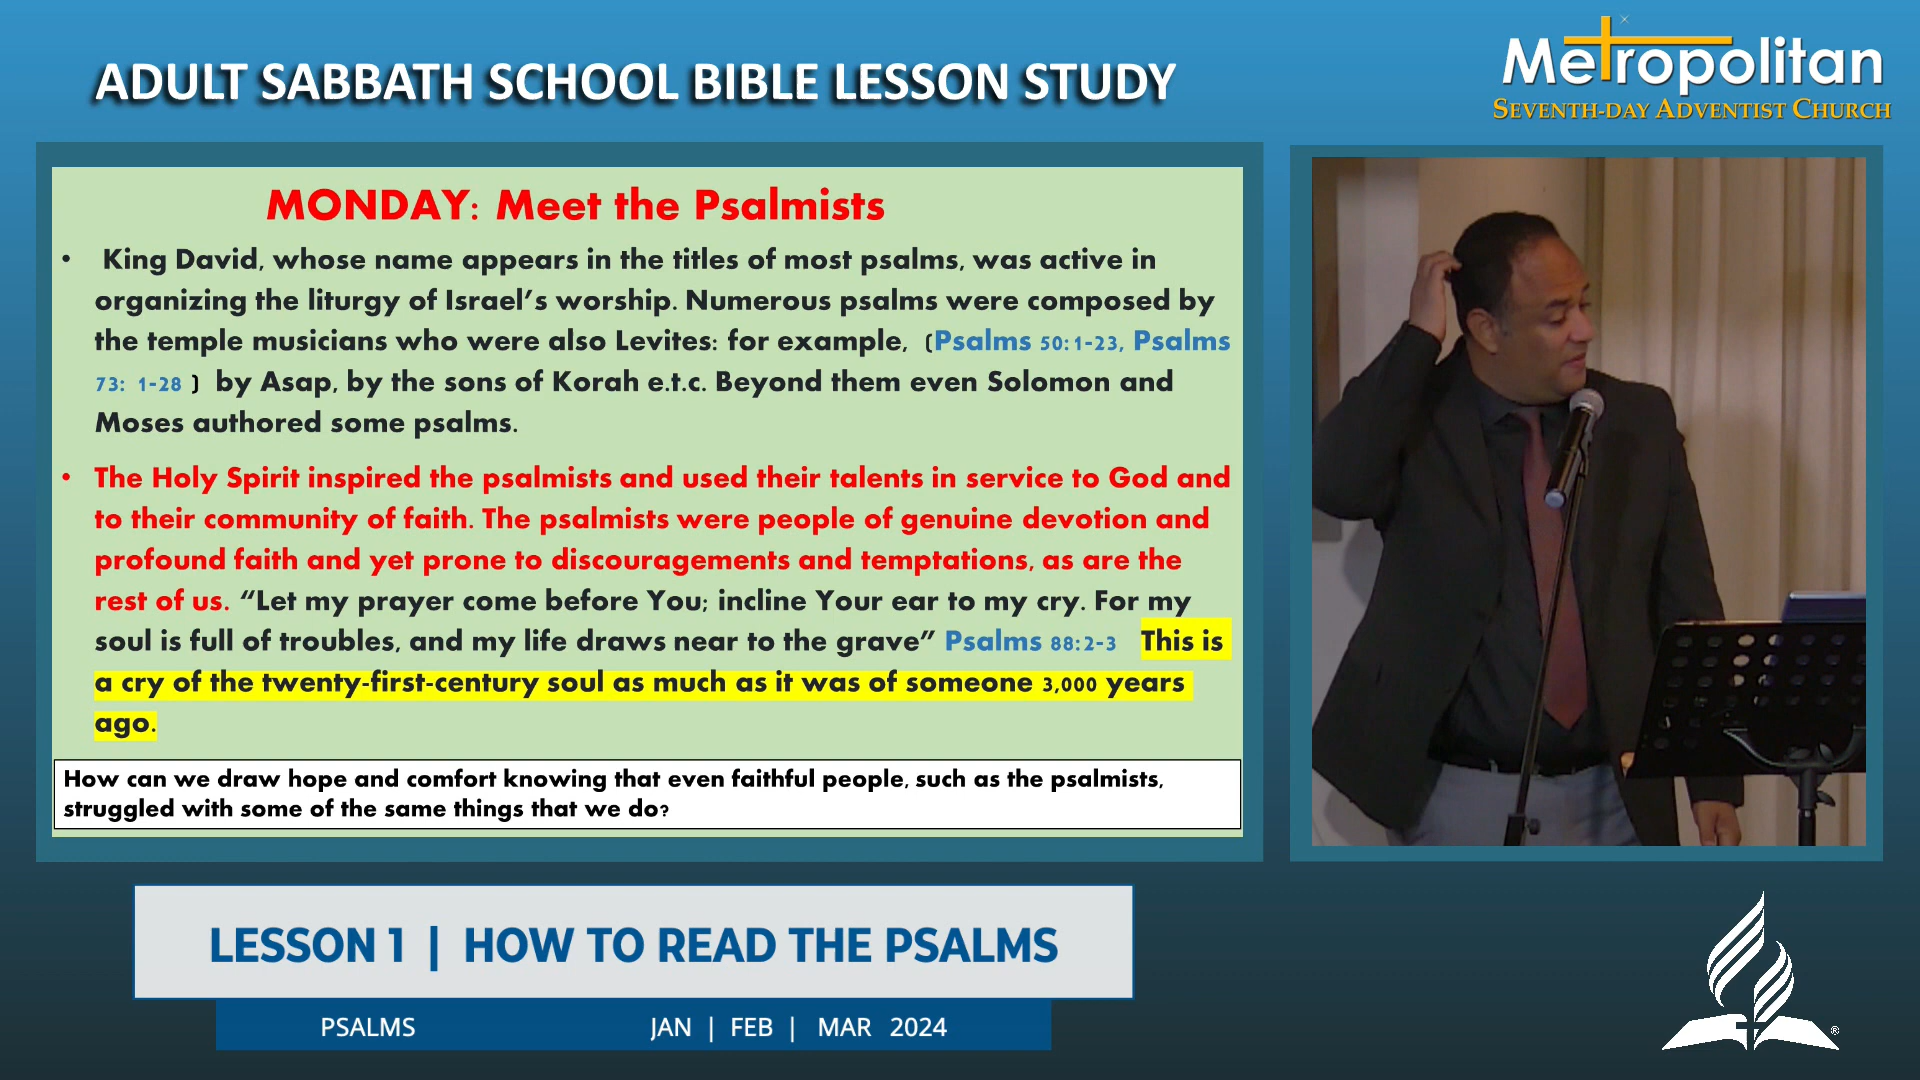 ADULT SABBATH SCHOOL BIBLE LESSON STUDY
Metropolitan
SEVENTH-DAY ADVENTIST CHURCH
MONDAY: Meet the Psalmists
• King David, whose name appears in the titles of most psalms, was active in
organizing the liturgy of Israel's worship. Numerous psalms were composed by
the temple musicians who were also Levites: for example, (Psalms 50:1-23, Psalms
73: 1-28 ) by Asap, by the sons of Korah e.t.c. Beyond them even Solomon and
Moses authored some psalms.
• The Holy Spirit inspired the psalmists and used their talents in service to God and
to their community of faith. The psalmists were people of genuine devotion and
profound faith and yet prone to discouragements and temptations, as are the
rest of us. “Let my prayer come before You; incline Your ear to my cry. For my
soul is full of troubles, and my life draws near to the grave” Psalms 88:2-3 This is
a cry of the twenty-first-century soul as much as it was of someone 3,000 years
ago.
How can we draw hope and comfort knowing that even faithful people, such as the psalmists,
struggled with some of the same things that we do?
LESSON 1 | HOW TO READ THE PSALMS
PSALMS JAN | FEB | MAR 2024
®